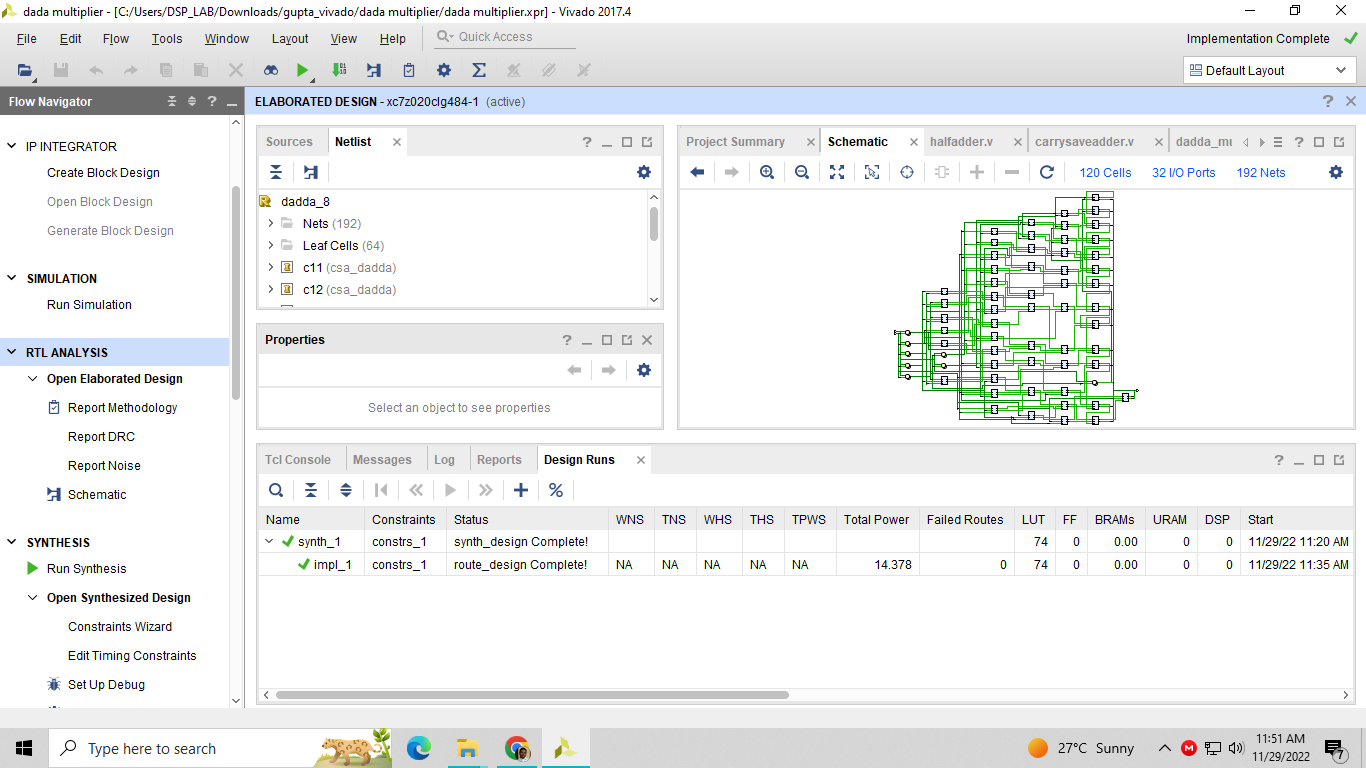 dada multiplier - [C:/Users/DSP_LAB/Downloads/gupta_vivado/dada multiplier/dada multiplier.xpr] - Vivado 2017.4
File Edit Flow Tools Window Layout View Help Quick Access Implementation Complete
Default Layout
Flow Navigator
ELABORATED DESIGN - xc7z020clg484-1 (active)
IP INTEGRATOR
Create Block Design
Open Block Design
Generate Block Design
SIMULATION
Run Simulation
RTL ANALYSIS
Open Elaborated Design
Report Methodology
Report DRC
Report Noise
Schematic
SYNTHESIS
Run Synthesis
Open Synthesized Design
Constraints Wizard
Edit Timing Constraints
Set Up Debug
Sources Netlist
dadda_8
Nets (192)
Leaf Cells (64)
c11 (csa_dadda)
c12 (csa_dadda)
Properties
Select an object to see properties
Project Summary Schematic halfadder.v carrysaveadder.v dadda_mu
120 Cells 32 I/O Ports 192 Nets
Tcl Console Messages Log Reports Design Runs
Name Constraints Status WNS TNS WHS THS TPWS Total Power Failed Routes LUT FF BRAMs URAM DSP Start
synth_1 constrs_1 synth_design Complete! 74 0 0.00 0 0 11/29/22 11:20 AM
impl_1 constrs_1 route_design Complete! NA NA NA NA NA 14.378 0 74 0 0.00 0 0 11/29/22 11:35 AM
Type here to search
27°C Sunny
11:51 AM
11/29/2022
7